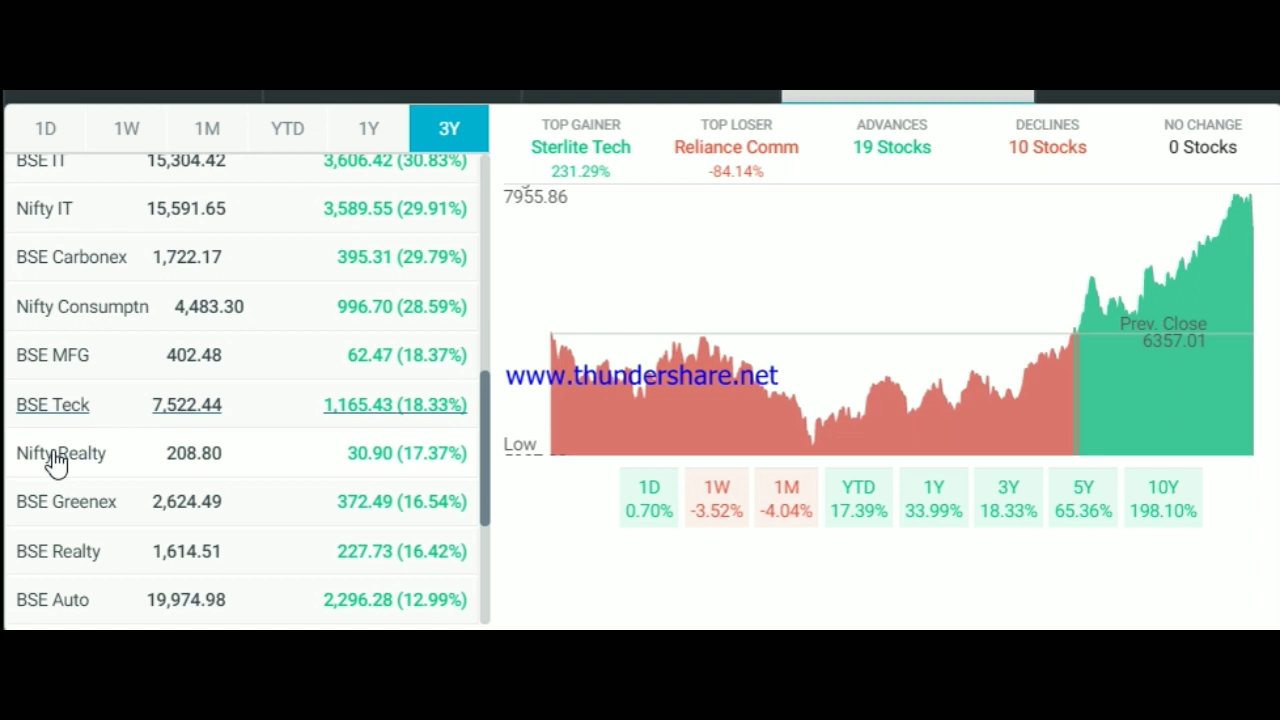 1D 1W 1M YTD 1Y 3Y
BSE IT 15,304.42 3,606.42 (30.83%)
Nifty IT 15,591.65 3,589.55 (29.91%)
BSE Carbonex 1,722.17 395.31 (29.79%)
Nifty Consumptn 4,483.30 996.70 (28.59%)
BSE MFG 402.48 62.47 (18.37%)
BSE Teck 7,522.44 1,165.43 (18.33%)
Nifty Realty 208.80 30.90 (17.37%)
BSE Greenex 2,624.49 372.49 (16.54%)
BSE Realty 1,614.51 227.73 (16.42%)
BSE Auto 19,974.98 2,296.28 (12.99%)
TOP GAINER TOP LOSER ADVANCES DECLINES NO CHANGE
Sterlite Tech Reliance Comm 19 Stocks 10 Stocks 0 Stocks
231.29% -84.14%
7955.86
Prev. Close
6357.01
www.thundershare.net
Low
1D 1W 1M YTD 1Y 3Y 5Y 10Y
0.70% -3.52% -4.04% 17.39% 33.99% 18.33% 65.36% 198.10%